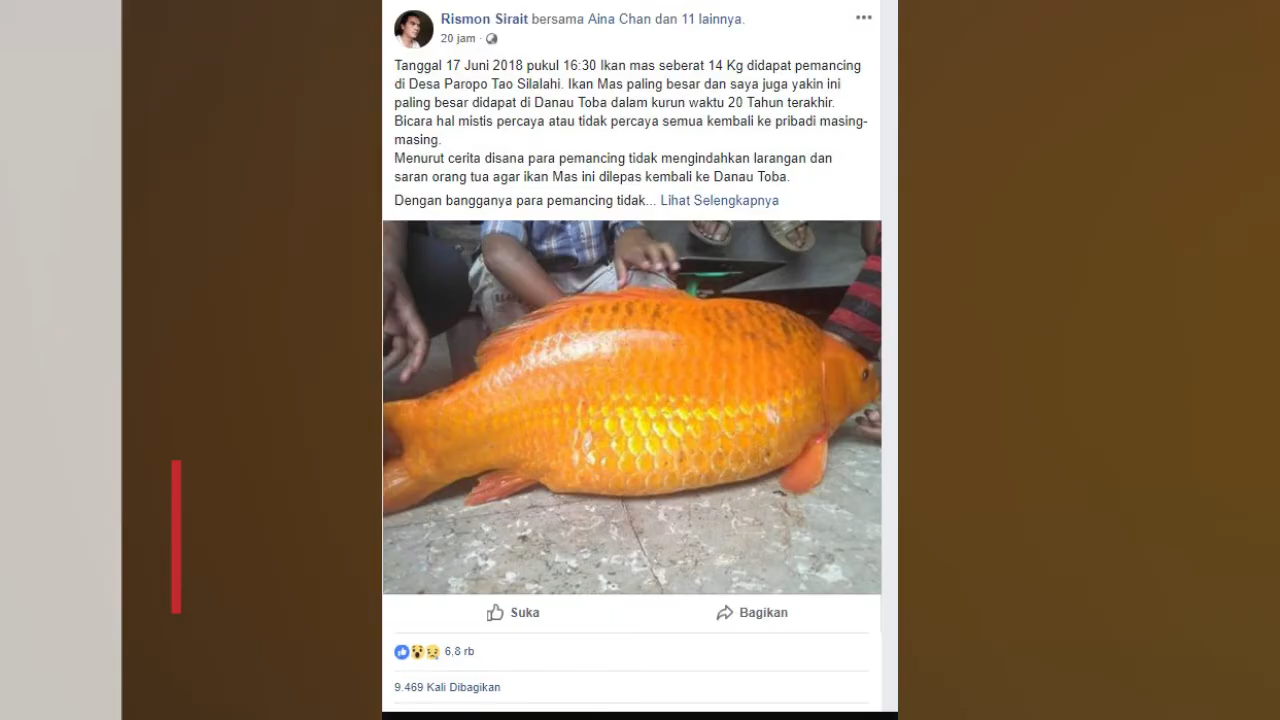 Rismon Sirait bersama Aina Chan dan 11 lainnya.
20 jam ·
Tanggal 17 Juni 2018 pukul 16:30 Ikan mas seberat 14 Kg didapat pemancing
di Desa Paropo Tao Silalahi. Ikan Mas paling besar dan saya juga yakin ini
paling besar didapat di Danau Toba dalam kurun waktu 20 Tahun terakhir.
Bicara hal mistis percaya atau tidak percaya semua kembali ke pribadi masing-
masing.
Menurut cerita disana para pemancing tidak mengindahkan larangan dan
saran orang tua agar ikan Mas ini dilepas kembali ke Danau Toba.
Dengan bangganya para pemancing tidak... Lihat Selengkapnya
Suka Bagikan
6,8 rb
9.469 Kali Dibagikan